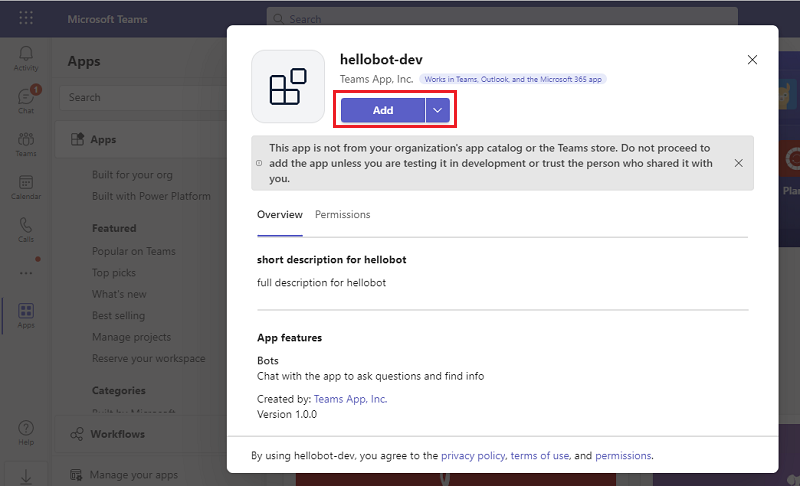 Microsoft Teams
Search
Activity
Chat
1
Teams
Calendar
Calls
Apps
Help
Apps
Search
Apps
Built for your org
Built with Power Platform
Featured
Popular on Teams
Top picks
What's new
Best selling
Manage projects
Reserve your workspace
Categories
Built by Microsoft
Workflows
Manage your apps
hellobot-dev
Teams App, Inc.
Works in Teams, Outlook, and the Microsoft 365 app
Add
This app is not from your organization's app catalog or the Teams store. Do not proceed to
add the app unless you are testing it in development or trust the person who shared it with
you.
Overview
Permissions
short description for hellobot
full description for hellobot
App features
Bots
Chat with the app to ask questions and find info
Created by: Teams App, Inc.
Version 1.0.0
By using hellobot-dev, you agree to the privacy policy, terms of use, and permissions.